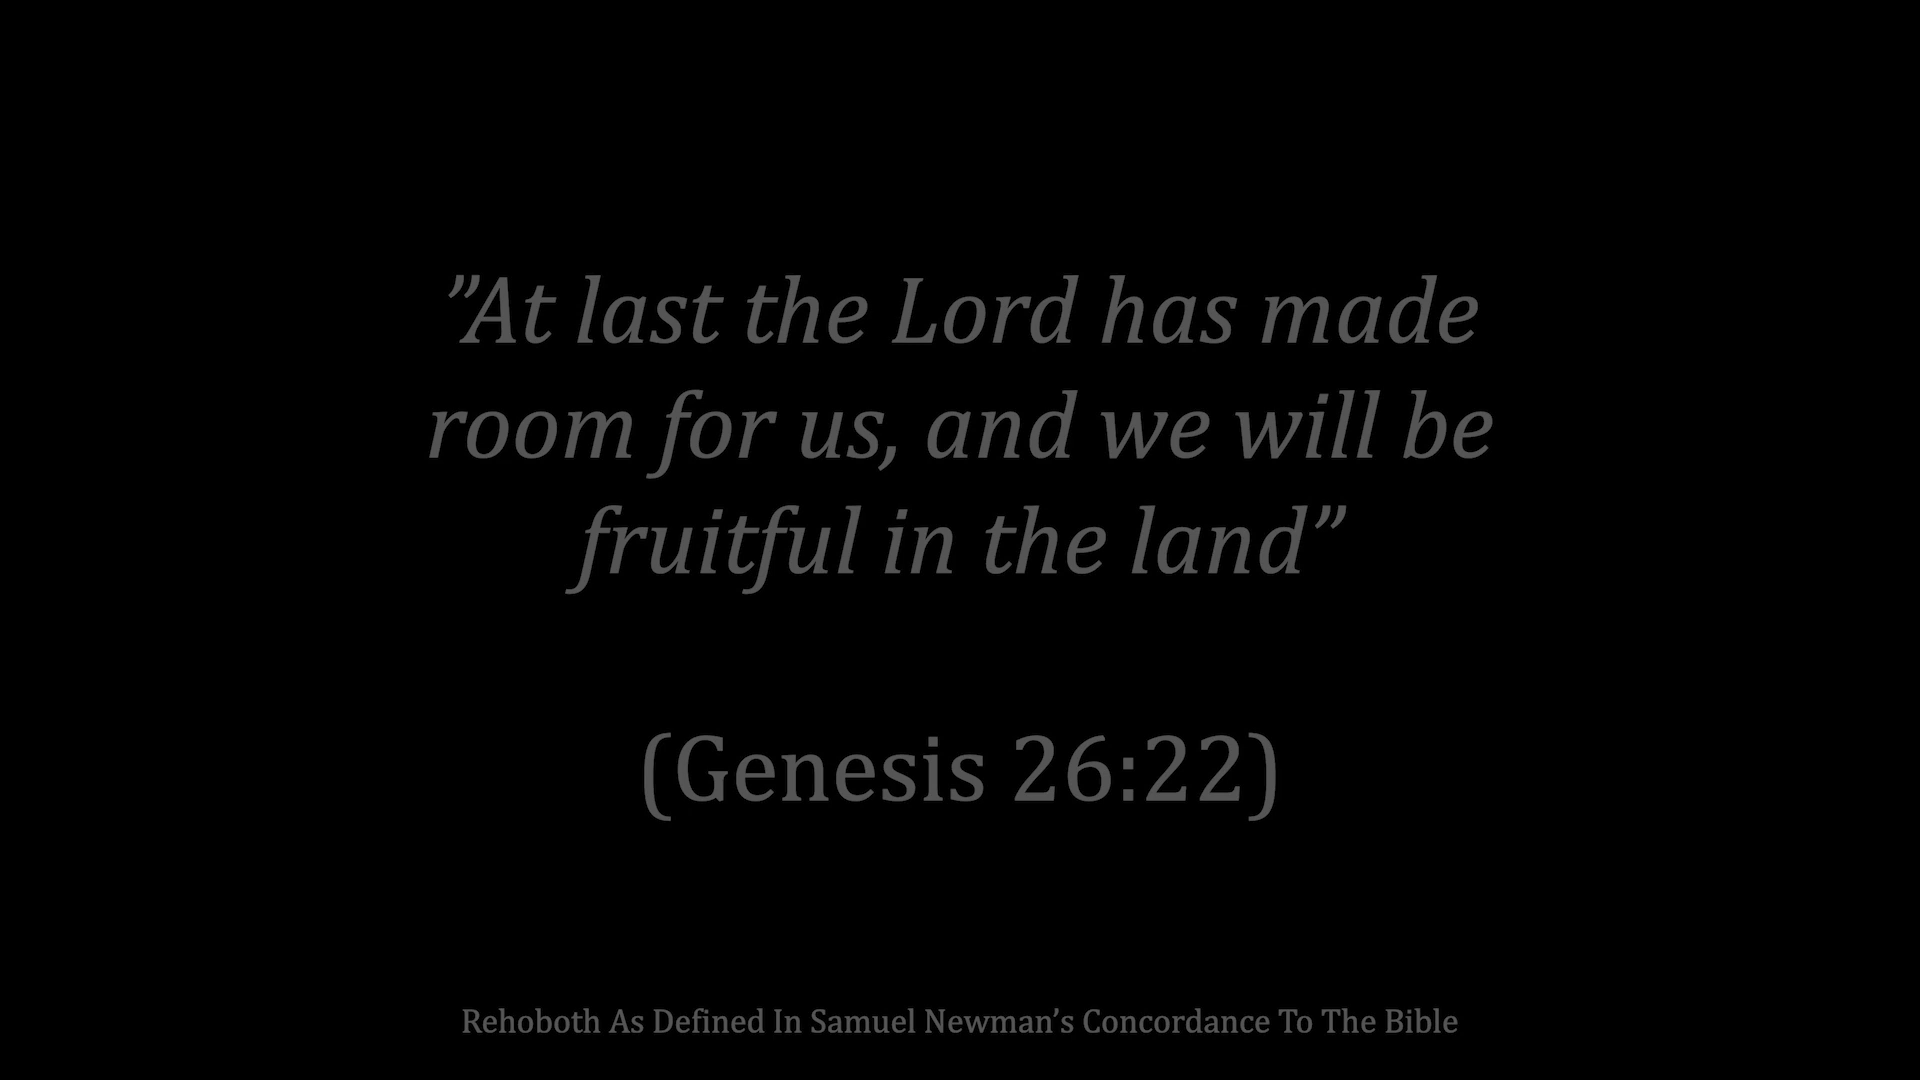 ”At last the Lord has made
room for us, and we will be
fruitful in the land”
(Genesis 26:22)
Rehoboth As Defined In Samuel Newman’s Concordance To The Bible